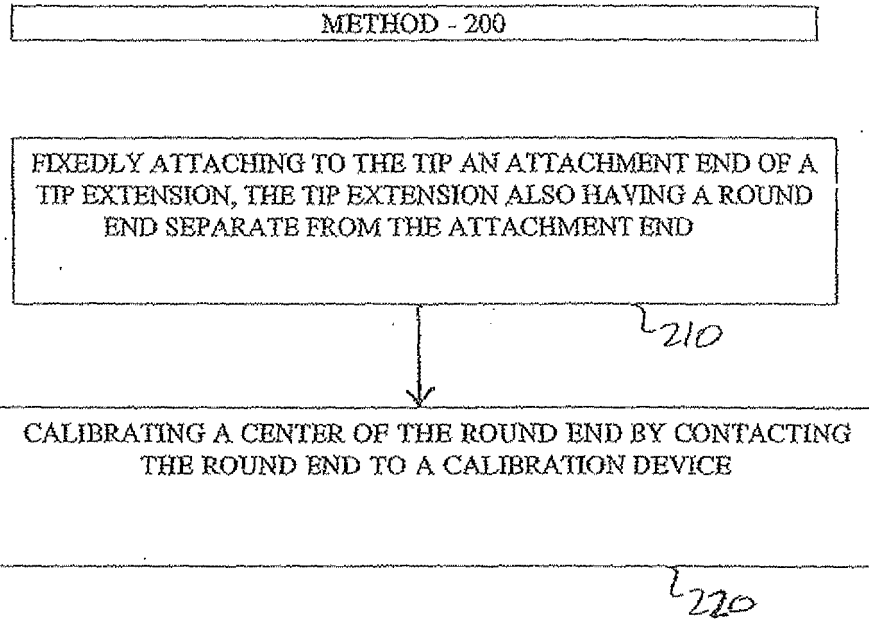 METHOD - 200
FIXEDLY ATTACHING TO THE TIP AN ATTACHMENT END OF A
TIP EXTENSION, THE TIP EXTENSION ALSO HAVING A ROUND
END SEPARATE FROM THE ATTACHMENT END
210
CALIBRATING A CENTER OF THE ROUND END BY CONTACTING
THE ROUND END TO A CALIBRATION DEVICE
220